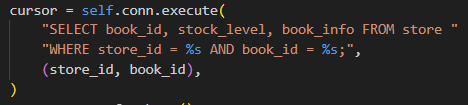 cursor = self.conn.execute(
    "SELECT book_id, stock_level, book_info FROM store "
    "WHERE store_id = %s AND book_id = %s;",
    (store_id, book_id),
)